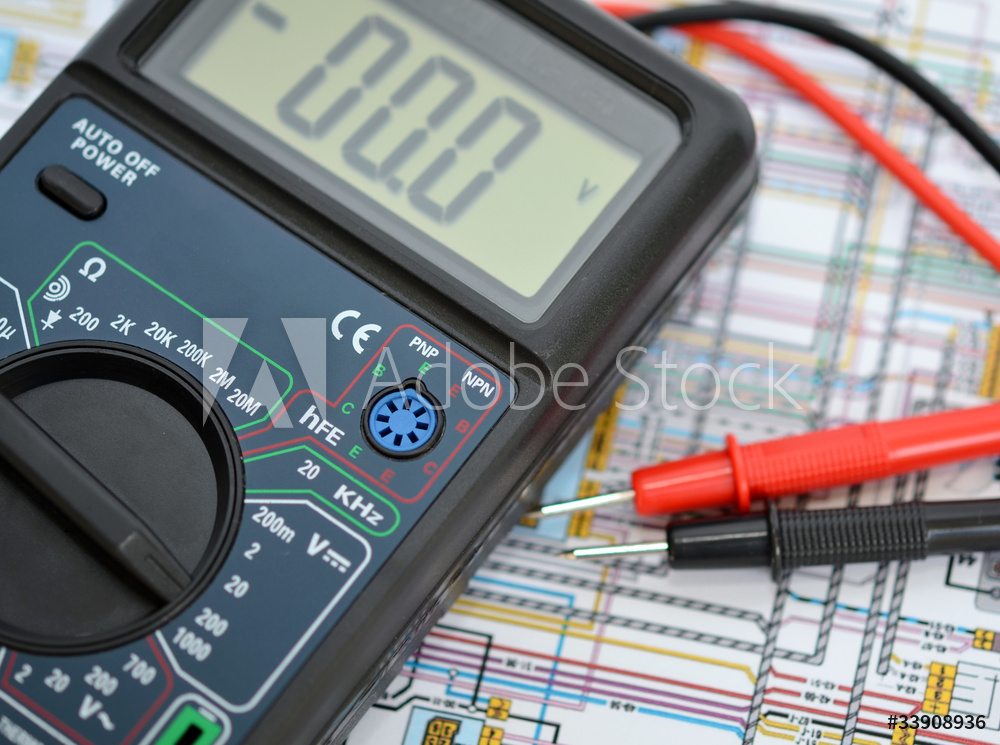 -00.0
V
AUTO OFF
POWER
Ω
200
2K
20K
200K
2M
20M
0µ
CE
PNP
NPN
E
B
C
E
B
C
E
E
hFE
20
KHz
200m
2
20
200
1000
V
700
200
20
2
V~
Adobe Stock
#33908936